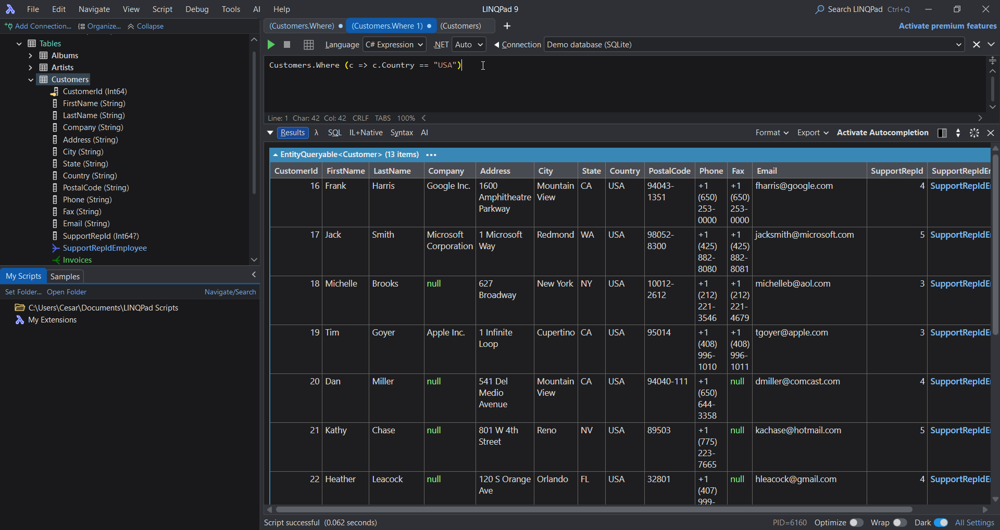 File Edit Navigate View Script Debug Tools AI Help LINQPad 9 Search LINQPad Ctrl+Q
Add Connection... Organize... Collapse
(Customers.Where) (Customers.Where 1) (Customers) + Activate premium features
Language C# Expression .NET Auto Connection Demo database (SQLite)
Customers.Where (c => c.Country == "USA")
Line: 1 Char: 42 Col: 42 CRLF TABS 100%
Tables
Albums
Artists
Customers
CustomerId (Int64)
FirstName (String)
LastName (String)
Company (String)
Address (String)
City (String)
State (String)
Country (String)
PostalCode (String)
Phone (String)
Fax (String)
Email (String)
SupportRepId (Int64?)
SupportRepIdEmployee
Invoices
My Scripts Samples
Set Folder... Open Folder Navigate/Search
C:\Users\Cesar\Documents\LINQPad Scripts
My Extensions
Results λ SQL IL+Native Syntax AI Format Export Activate Autocompletion
EntityQueryable<Customer> (13 items) •••
CustomerId FirstName LastName Company Address City State Country PostalCode Phone Fax Email SupportRepId SupportRepIdE
16 Frank Harris Google Inc. 1600 Mountain CA USA 94043- +1 +1 fharris@google.com 4 SupportRepIdE
Amphitheatre View 1351 (650) (650)
Parkway 253- 253-
0000 0000
17 Jack Smith Microsoft 1 Microsoft Redmond WA USA 98052- +1 +1 jacksmith@microsoft.com 5 SupportRepIdE
Corporation Way 8300 (425) (425)
882- 882-
8080 8081
18 Michelle Brooks null 627 New York NY USA 10012- +1 +1 michelleb@aol.com 3 SupportRepIdE
Broadway 2612 (212) (212)
221- 221-
3546 4679
19 Tim Goyer Apple Inc. 1 Infinite Cupertino CA USA 95014 +1 +1 tgoyer@apple.com 3 SupportRepIdE
Loop (408) (408)
996- 996-
1010 1011
20 Dan Miller null 541 Del Mountain CA USA 94040-111 +1 null dmiller@comcast.com 4 SupportRepIdE
Medio View (650)
Avenue 644-
3358
21 Kathy Chase null 801 W 4th Reno NV USA 89503 +1 null kachase@hotmail.com 5 SupportRepIdE
Street (775)
223-
7665
22 Heather Leacock null 120 S Orange Orlando FL USA 32801 +1 null hleacock@gmail.com 4 SupportRepIdE
Ave (407)
999-
Script successful (0.062 seconds) PID=6160 Optimize Wrap Dark All Settings